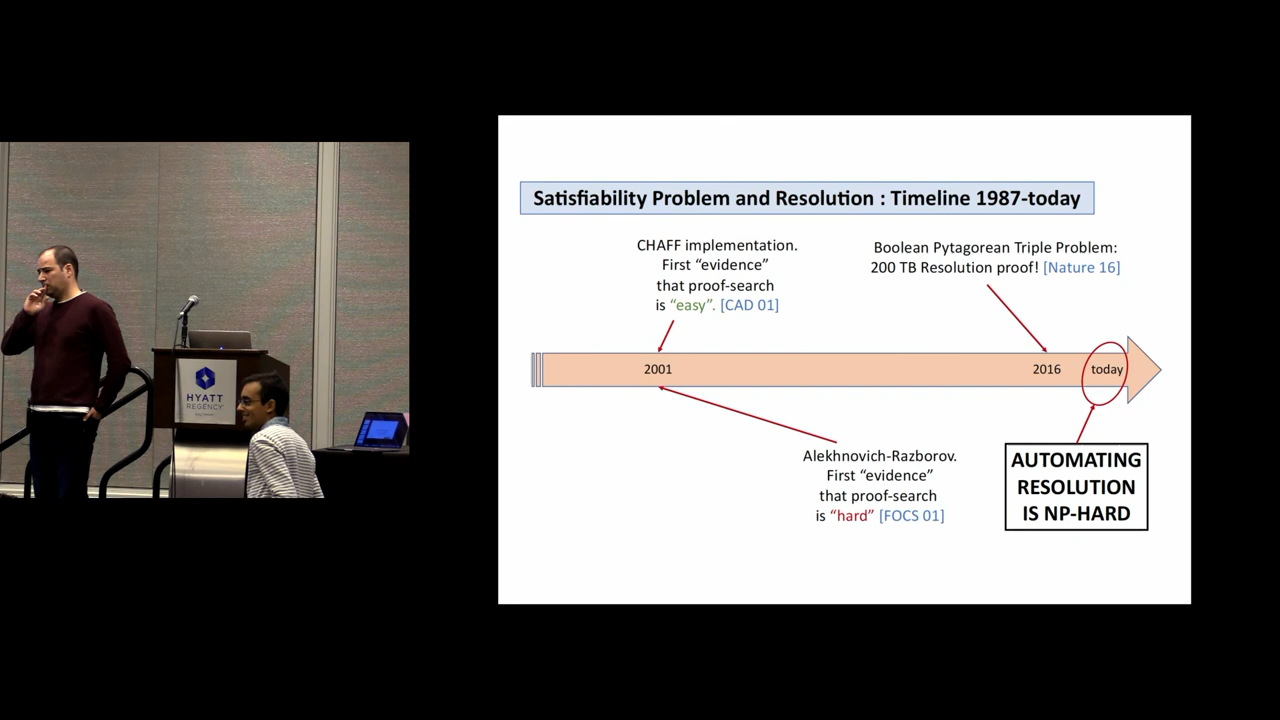 HYATT
REGENCY
Satisfiability Problem and Resolution : Timeline 1987-today
CHAFF implementation.
First “evidence”
that proof-search
is “easy”. [CAD 01]
Boolean Pytagorean Triple Problem:
200 TB Resolution proof! [Nature 16]
2001
2016
today
Alekhnovich-Razborov.
First “evidence”
that proof-search
is “hard” [FOCS 01]
AUTOMATING
RESOLUTION
IS NP-HARD